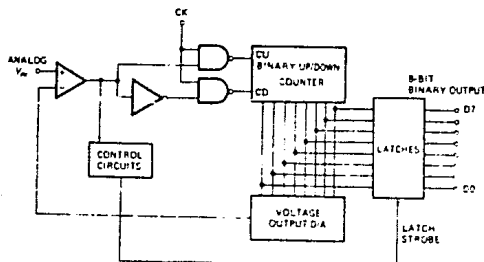 CK
ANALOG
V
CU
BINARY UP/DOWN
COUNTER
CD
8-BIT
BINARY OUTPUT
D7
LATCHES
D0
CONTROL
CIRCUITS
VOLTAGE
OUTPUT D/A
LATCH
STROBE